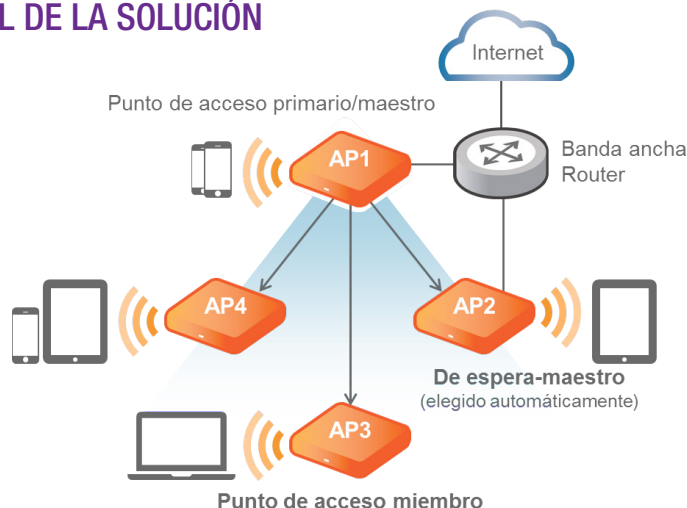 L DE LA SOLUCIÓN
Internet
Punto de acceso primario/maestro
AP1
Banda ancha
Router
AP4
AP2
De espera-maestro
(elegido automáticamente)
AP3
Punto de acceso miembro